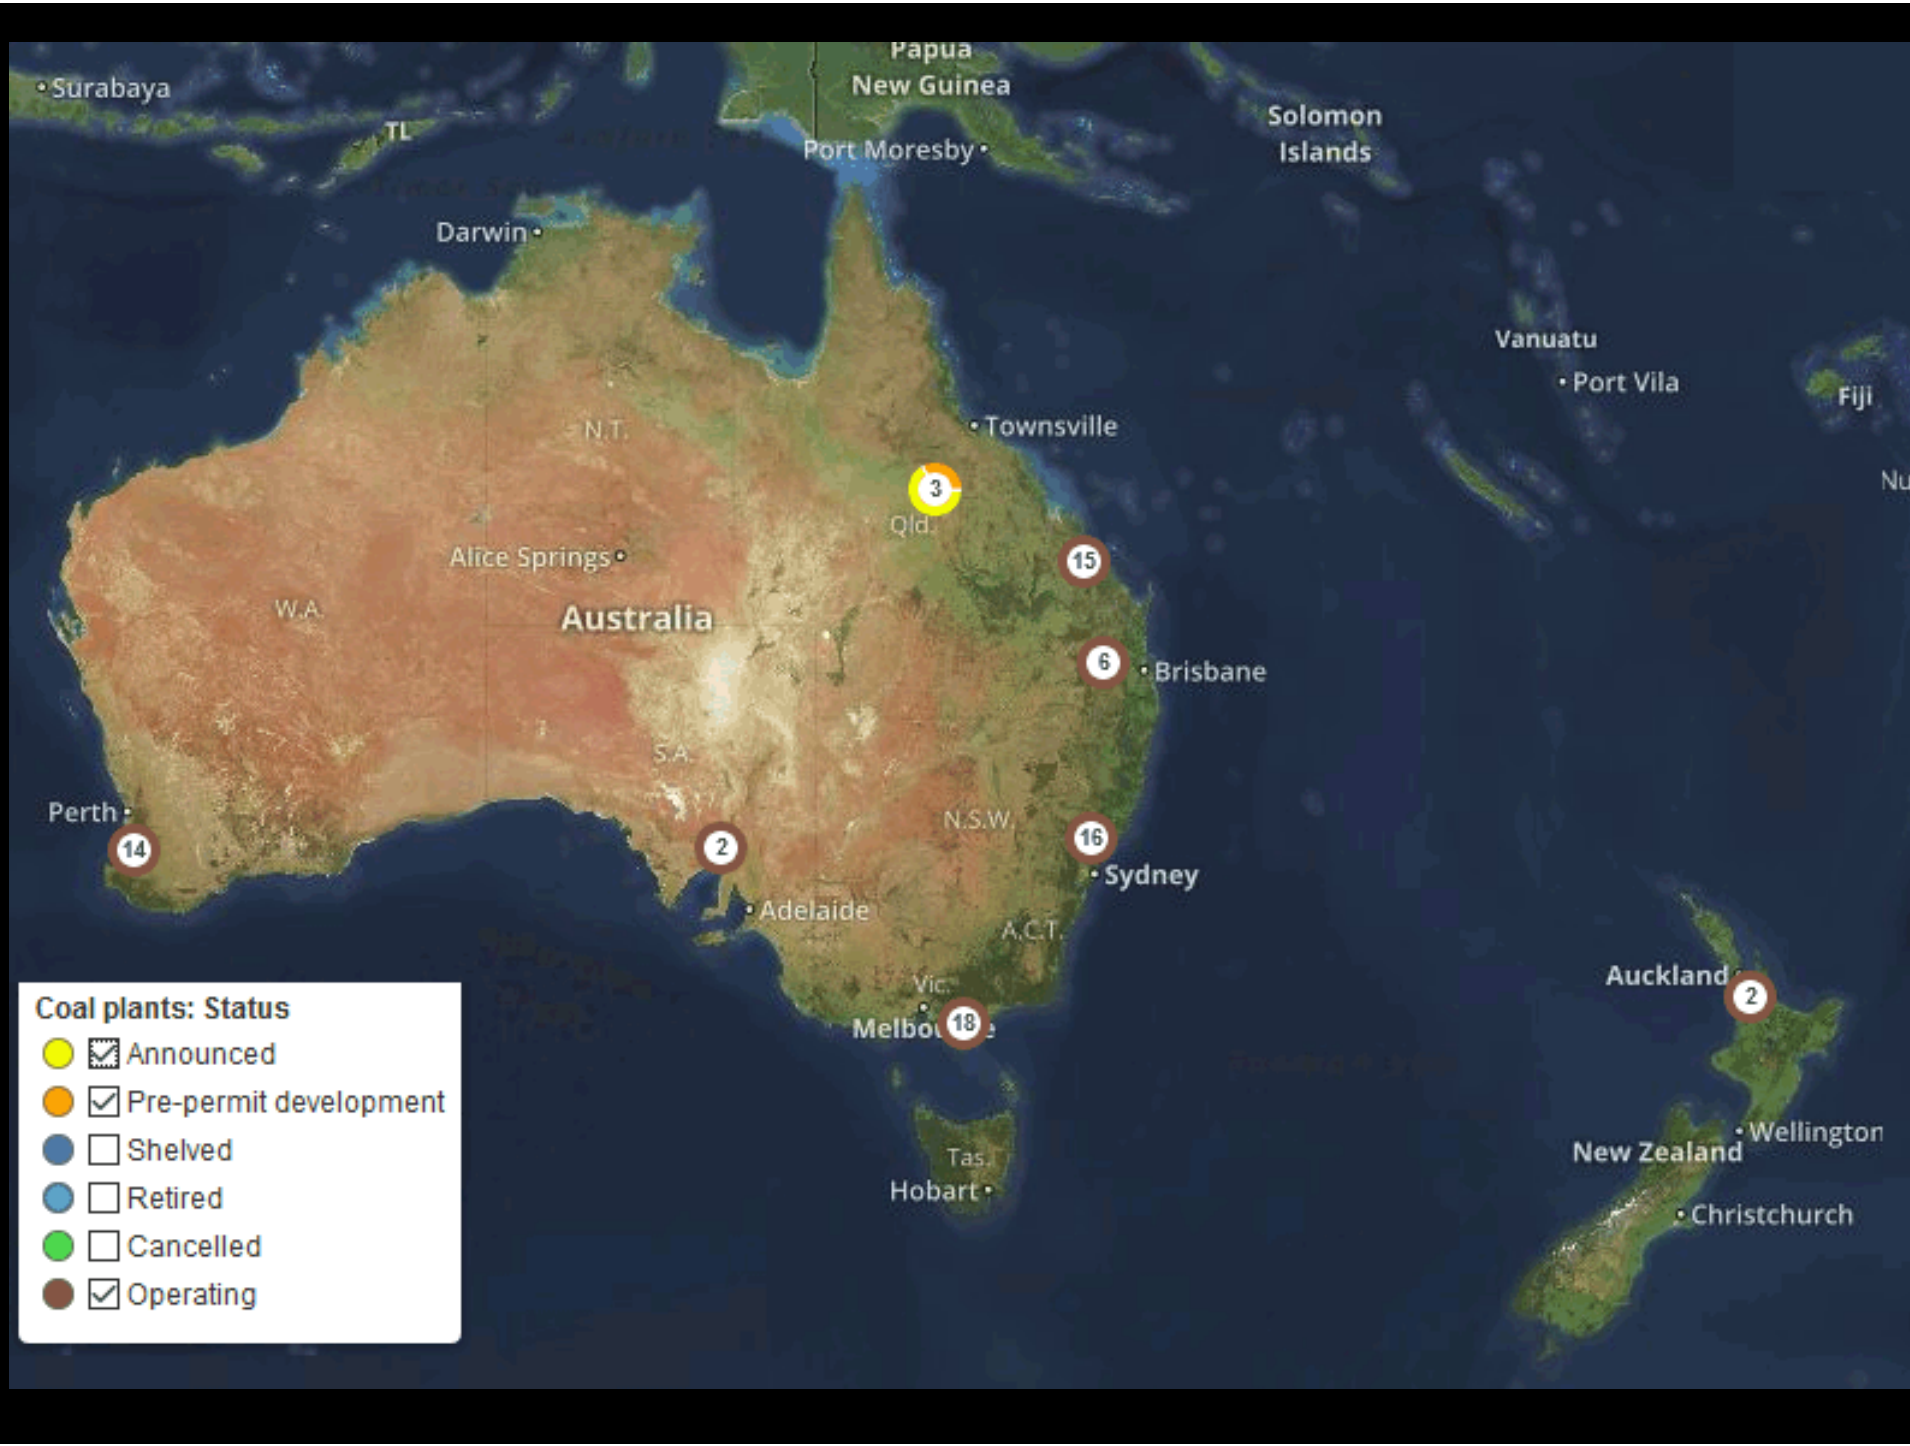 Papua
New Guinea
Surabaya
Solomon
Islands
TL
Port Moresby
Darwin
Vanuatu
Port Vila
Fiji
N.T.
Townsville
Nu
3
Qld.
Alice Springs
15
W.A.
Australia
6
Brisbane
S.A.
Perth
N.S.W.
14
2
16
Sydney
Adelaide
A.C.T.
Auckland
2
Vic.
18
Coal plants: Status
Announced
Pre-permit development
Shelved
Retired
Cancelled
Operating
Tas.
Hobart
Wellington
New Zealand
Christchurch